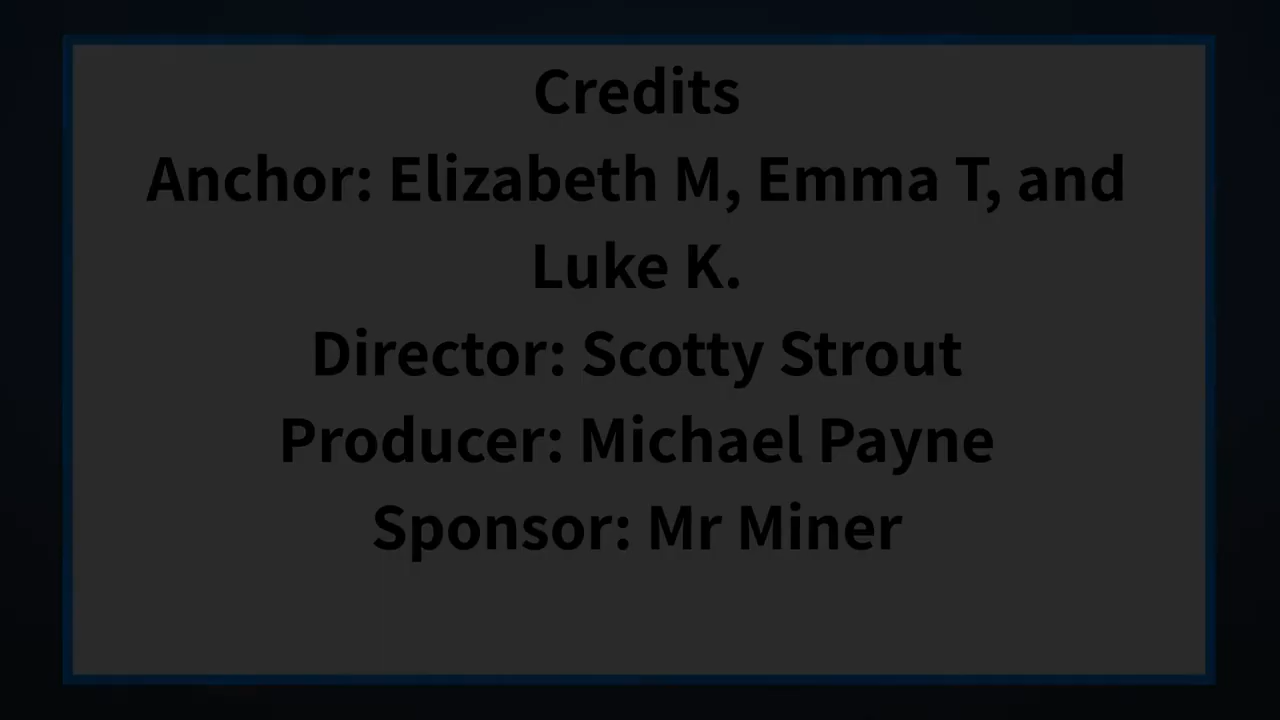 Credits
Anchor: Elizabeth M, Emma T, and
Luke K.
Director: Scotty Strout
Producer: Michael Payne
Sponsor: Mr Miner